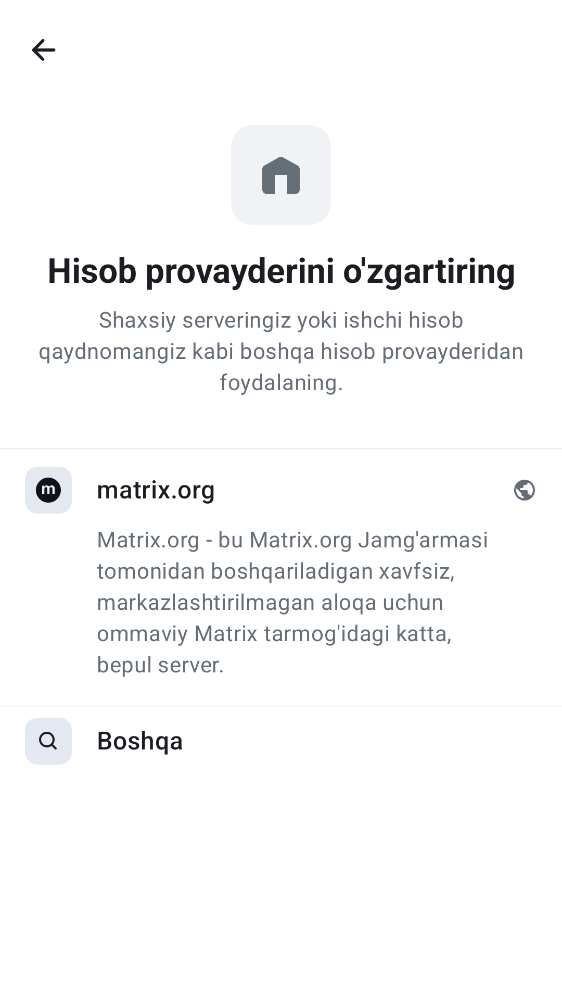 Hisob provayderini o'zgartiring
Shaxsiy serveringiz yoki ishchi hisob
qaydnomangiz kabi boshqa hisob provayderidan
foydalaning.
m
matrix.org
Matrix.org - bu Matrix.org Jamg'armasi
tomonidan boshqariladigan xavfsiz,
markazlashtirilmagan aloqa uchun
ommaviy Matrix tarmog'idagi katta,
bepul server.
Boshqa